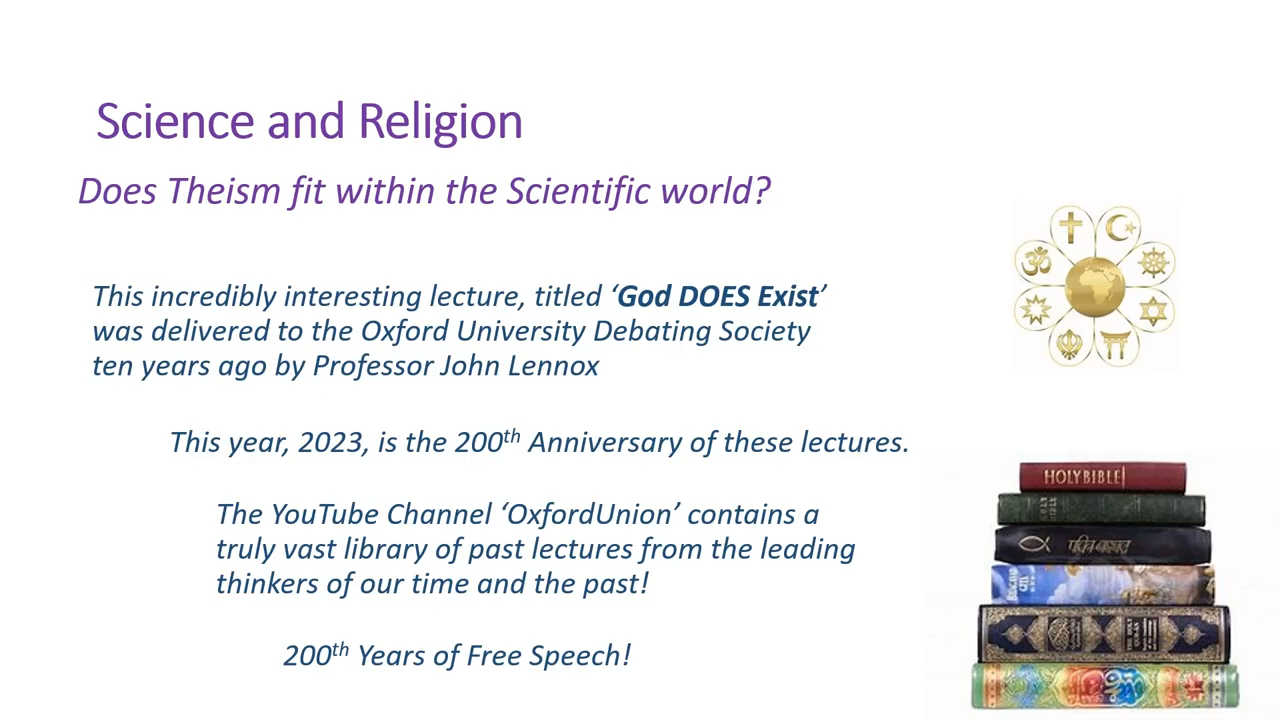 Science and Religion
Does Theism fit within the Scientific world?
This incredibly interesting lecture, titled ‘God DOES Exist’
was delivered to the Oxford University Debating Society
ten years ago by Professor John Lennox
This year, 2023, is the 200th Anniversary of these lectures.
The YouTube Channel ‘OxfordUnion’ contains a
truly vast library of past lectures from the leading
thinkers of our time and the past!
200th Years of Free Speech!
HOLY BIBLE